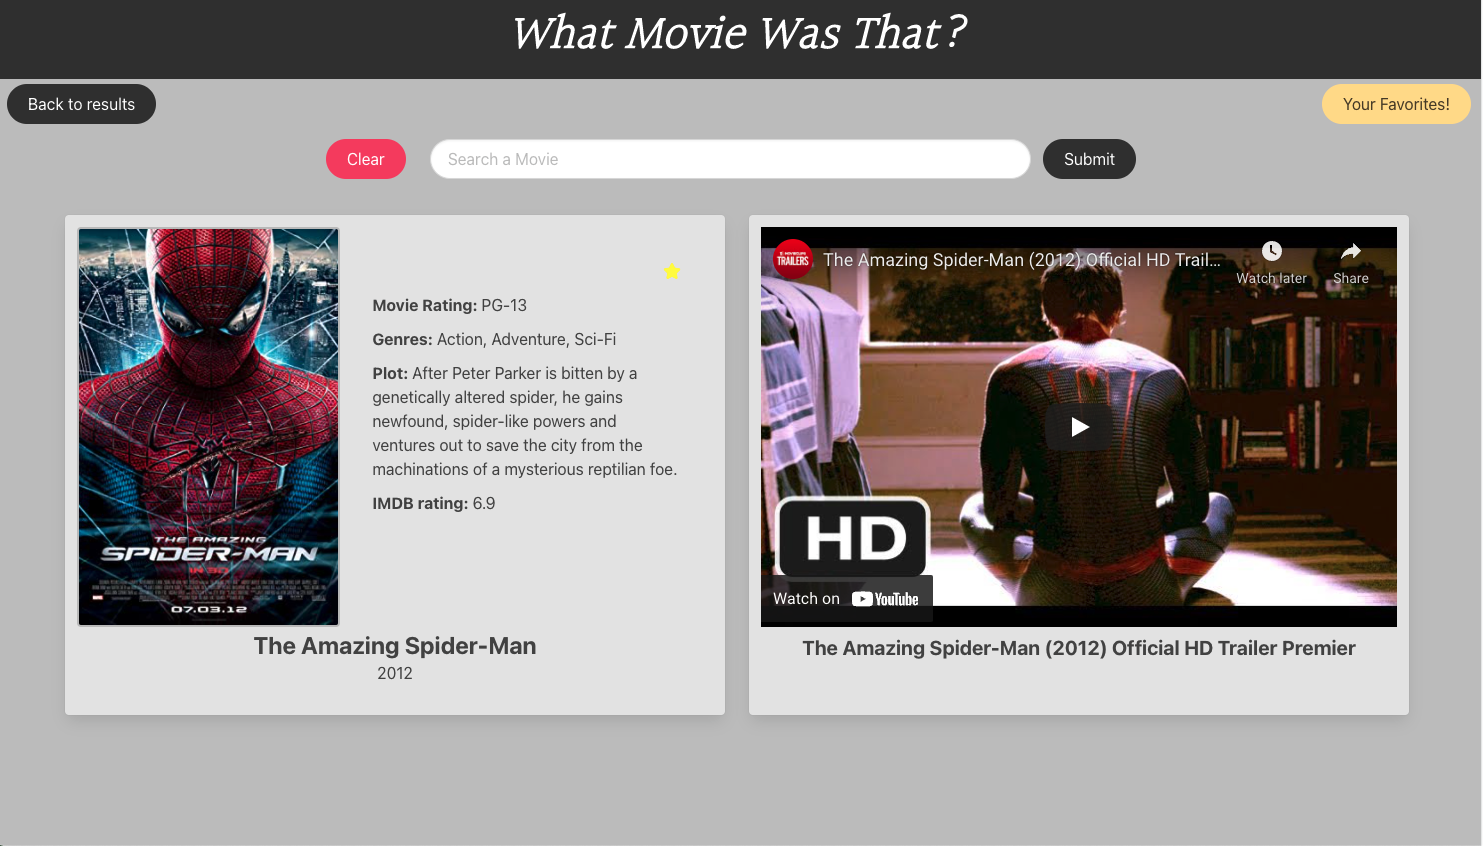 What Movie Was That?
Back to results
Your Favorites!
Clear
Search a Movie
Submit
THE AMAZING
SPIDER-MAN
IN 3D
07.03.12
Movie Rating: PG-13
Genres: Action, Adventure, Sci-Fi
Plot: After Peter Parker is bitten by a
genetically altered spider, he gains
newfound, spider-like powers and
ventures out to save the city from the
machinations of a mysterious reptilian foe.
IMDB rating: 6.9
The Amazing Spider-Man
2012
TRAILERS
The Amazing Spider-Man (2012) Official HD Trail...
Watch later
Share
HD
Watch on YouTube
The Amazing Spider-Man (2012) Official HD Trailer Premier